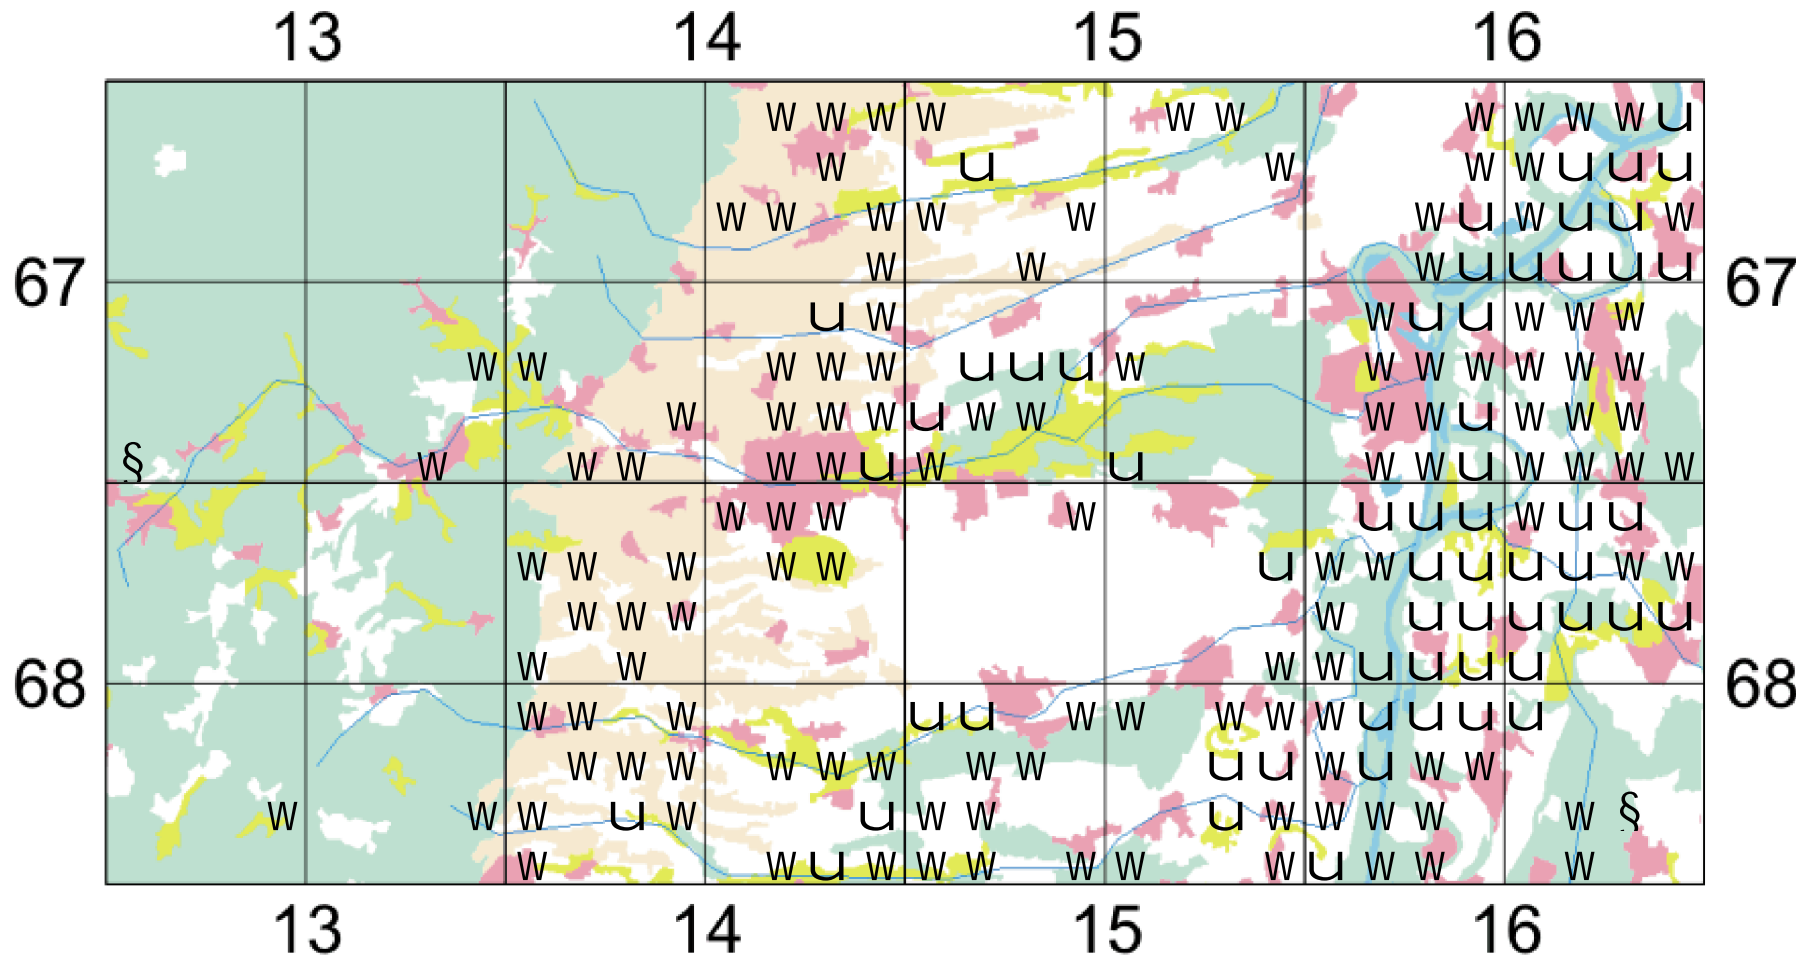 13 14 15 16
W W W W W W W W W W u
W u W W W u u u
W W W W W W u W u u W
W W W u u u u u
67 67
u W W u u W W W
W W W W W u u u W W W W W W W
W W W W u W W W W u W W W
§ W W W W W u W u W W u W W W W
W W W W u u u W u u
W W W W W u W W u u u u W W
W W W W u u u u u u
W W W W u u u u
68 68
W W W u u W W W W W u u u u
W W W W W W W W u u W u W W
W W W u W u W W u W W W W W §
W W u W W W W W W u W W W
13 14 15 16